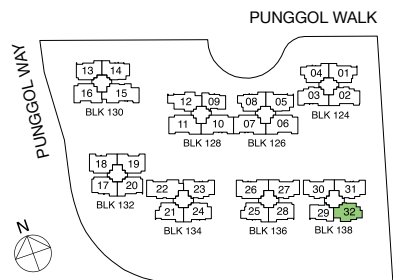 PUNGGOL WALK
PUNGGOL WAY
13 14
16 15
BLK 130
04 01
03 02
BLK 124
12 09
11 10
BLK 128
08 05
07 06
BLK 126
18 19
17 20
BLK 132
22 23
21 24
BLK 134
26 27
25 28
BLK 136
30 31
29 32
BLK 138
N